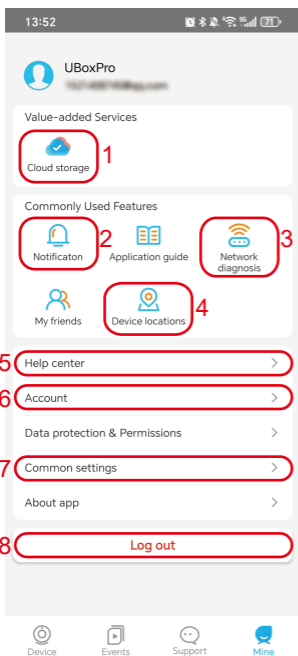 13:52
5G
71
UBoxPro
Value-added Services
1
Cloud storage
Commonly Used Features
2
3
Notificaton
Application guide
Network
diagnosis
4
My friends
Device locations
5
Help center
6
Account
Data protection & Permissions
7
Common settings
About app
8
Log out
Device
Events
Support
Mine